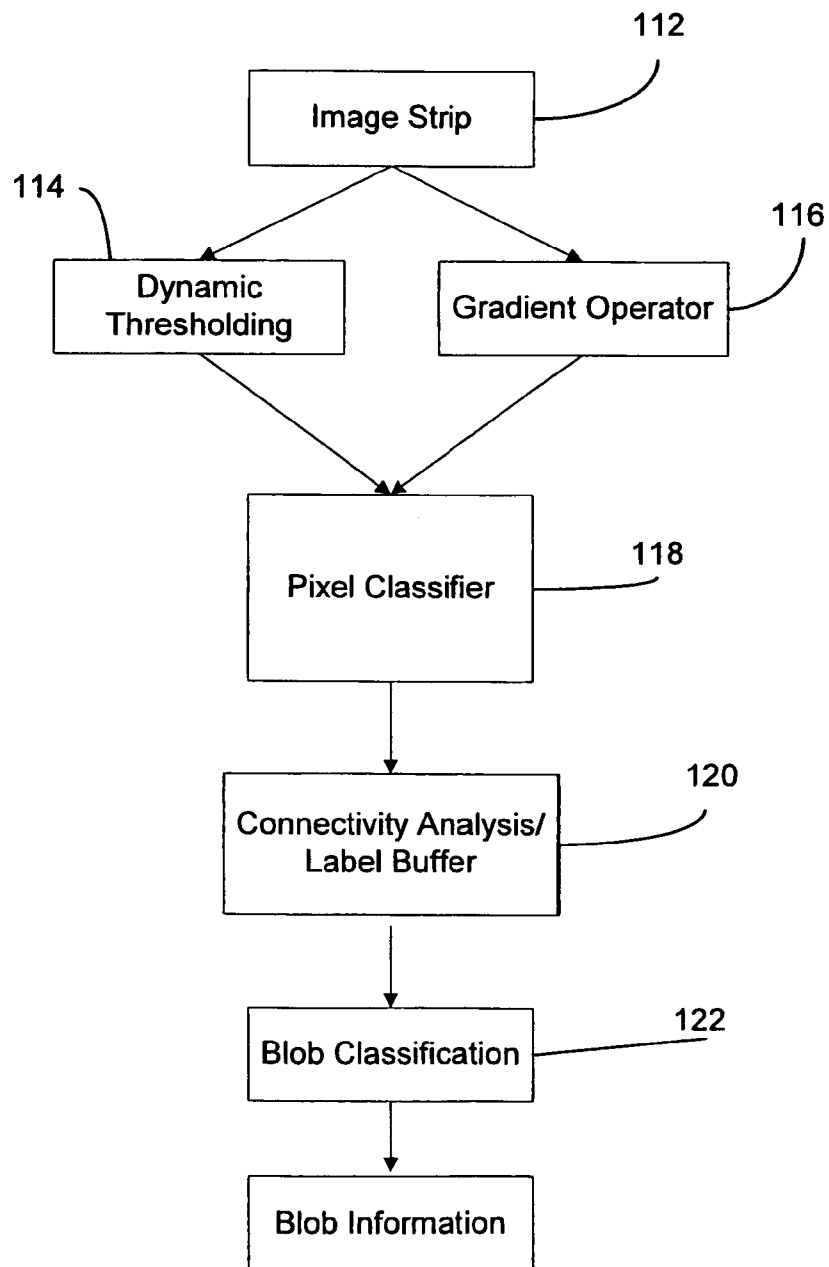 112
Image Strip
114
116
Dynamic
Thresholding
Gradient Operator
118
Pixel Classifier
120
Connectivity Analysis/
Label Buffer
122
Blob Classification
Blob Information